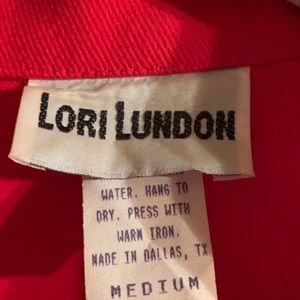 LORI LUNDON
WATER. HANG TO
DRY. PRESS WITH
WARM IRON.
MADE IN DALLAS, TX
MEDIUM